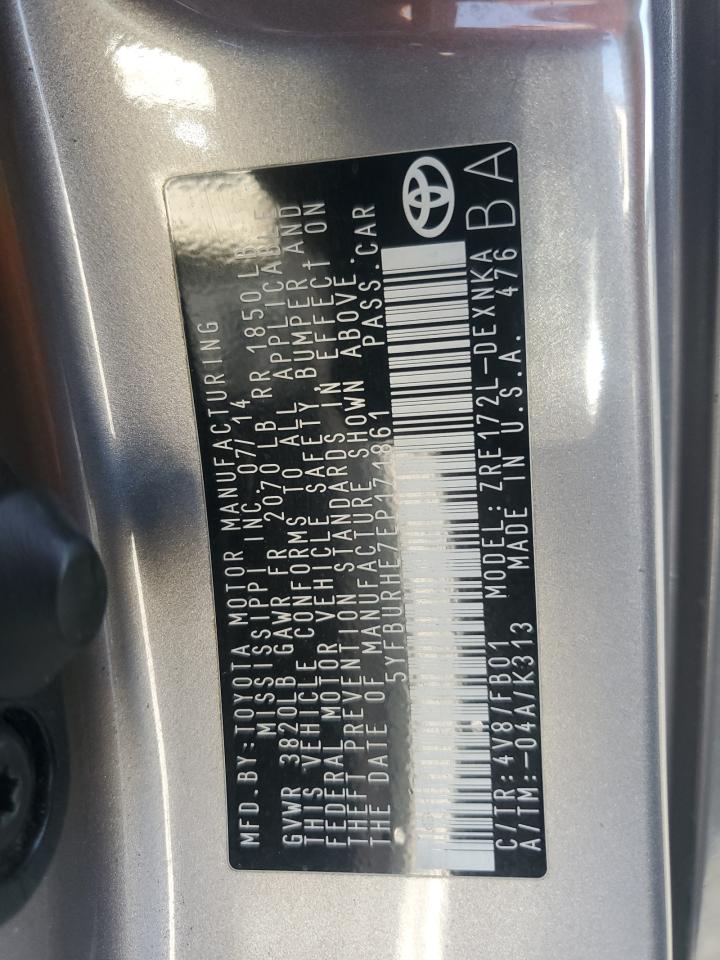 MFD.BY:TOYOTA MOTOR MANUFACTURING
MISSISSIPPI INC. 07/14
GVWR 3820LB GAWR FR 2070 LB RR 1850 LB
THIS VEHICLE CONFORMS TO ALL APPLICABLE
FEDERAL MOTOR VEHICLE SAFETY, BUMPER AND
THEFT PREVENTION STANDARDS IN EFFECT ON
THE DATE OF MANUFACTURE SHOWN ABOVE.
5YFBURHE7EP171861 PASS.CAR
C/TR:4V8/FB01 MODEL: ZRE172L-DEXNKA
A/TM:-04A/K313 MADE IN U.S.A. 476
BA